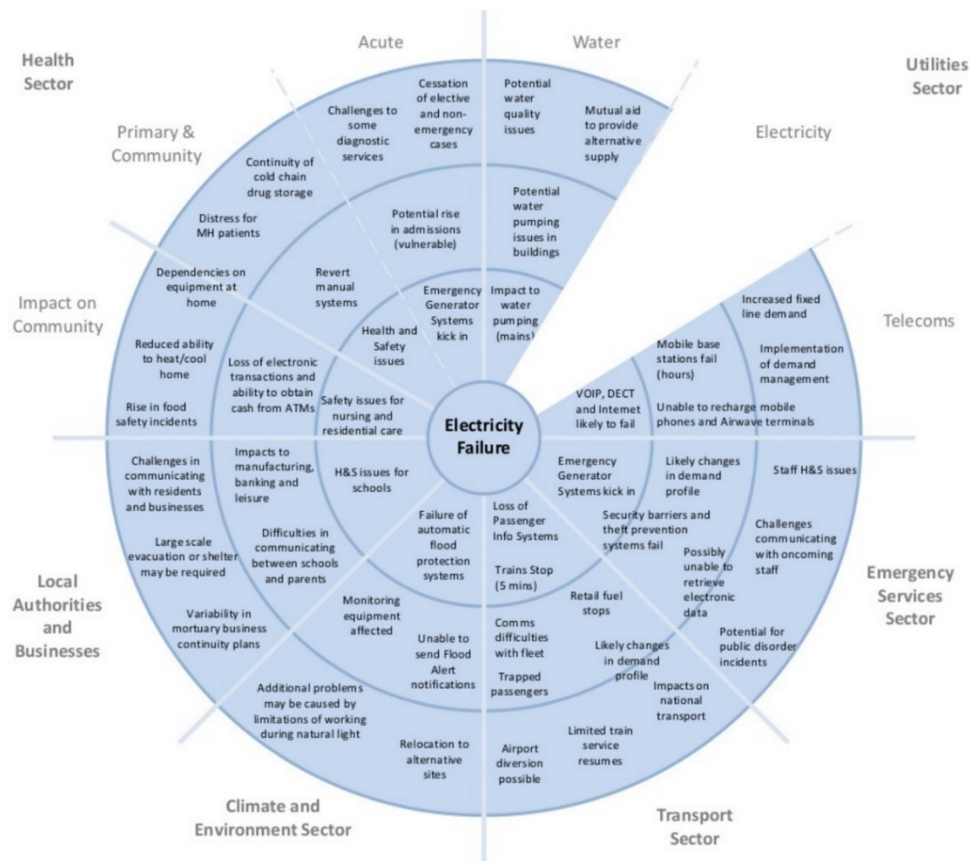 Health
Sector
Acute
Water
Utilities
Sector
Primary &
Community
Electricity
Impact on
Community
Telecoms
Local
Authorities
and
Businesses
Emergency
Services
Sector
Climate and
Environment Sector
Transport
Sector
Electricity
Failure
Cessation
of elective
and non-
emergency
cases
Challenges to
some
diagnostic
services
Potential rise
in admissions
(vulnerable)
Emergency
Generator
Systems
kick in
Potential
water
quality
issues
Mutual aid
to provide
alternative
supply
Potential
water
pumping
issues in
buildings
Impact to
water
pumping
(mains)
Continuity of
cold chain
drug storage
Distress for
MH patients
Revert
manual
systems
Health and
Safety
issues
Dependencies on
equipment at
home
Reduced ability
to heat/cool
home
Rise in food
safety incidents
Loss of electronic
transactions and
ability to obtain
cash from ATMs
Safety issues for
nursing and
residential care
Increased fixed
line demand
Implementation
of demand
management
Mobile base
stations fail
(hours)
Unable to recharge mobile
phones and Airwave terminals
VOIP, DECT
and Internet
likely to fail
Challenges in
communicating
with residents
and businesses
Large scale
evacuation or shelter
may be required
Variability in
mortuary business
continuity plans
Impacts to
manufacturing,
banking and
leisure
Difficulties in
communicating
between schools
and parents
H&S issues for
schools
Failure of
automatic
flood
protection
systems
Monitoring
equipment
affected
Unable to
send Flood
Alert
notifications
Additional problems
may be caused by
limitations of working
during natural light
Relocation to
alternative
sites
Loss of
Passenger
Info Systems
Trains Stop
(5 mins)
Comms
difficulties
with fleet
Trapped
passengers
Retail fuel
stops
Likely changes
in demand
profile
Impacts on
national
transport
Limited train
service
resumes
Airport
diversion
possible
Emergency
Generator
Systems kick in
Likely changes
in demand
profile
Security barriers and
theft prevention
systems fail
Possibly
unable to
retrieve
electronic
data
Staff H&S issues
Challenges
communicating
with oncoming
staff
Potential for
public disorder
incidents